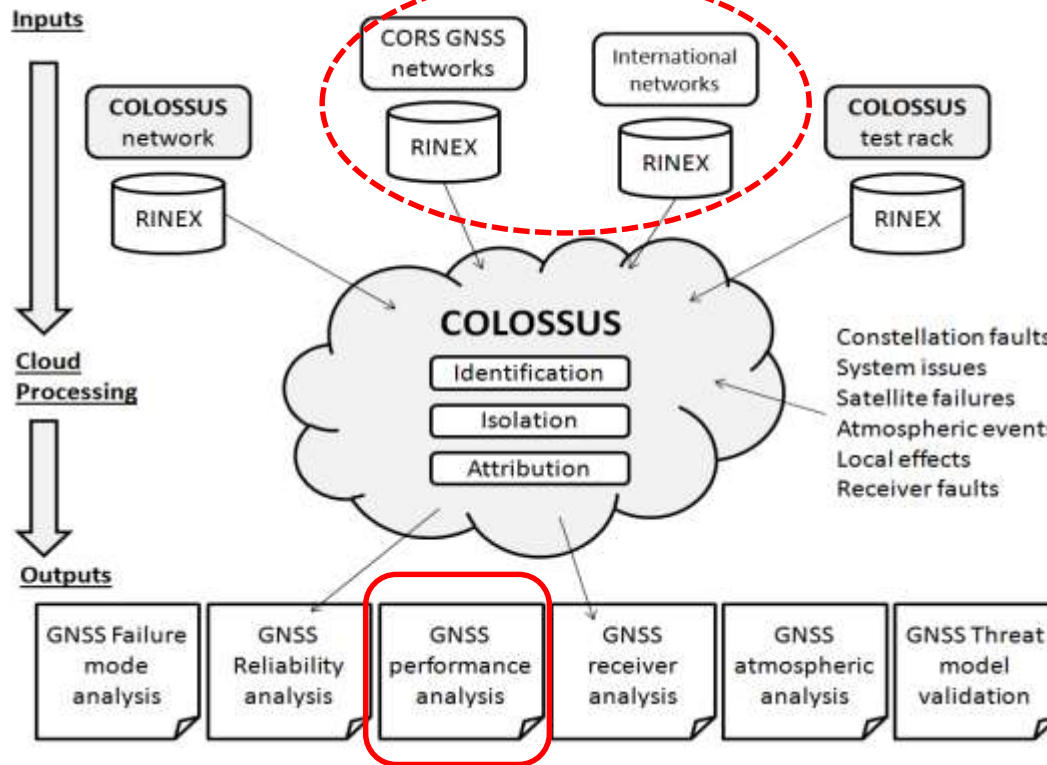 Inputs
CORS GNSS
networks
International
networks
COLOSSUS
network
COLOSSUS
test rack
RINEX
RINEX
RINEX
RINEX
COLOSSUS
Identification
Isolation
Attribution
Cloud
Processing
Constellation faults
System issues
Satellite failures
Atmospheric events
Local effects
Receiver faults
Outputs
GNSS Failure
mode
analysis
GNSS
Reliability
analysis
GNSS
performance
analysis
GNSS
receiver
analysis
GNSS
atmospheric
analysis
GNSS Threat
model
validation